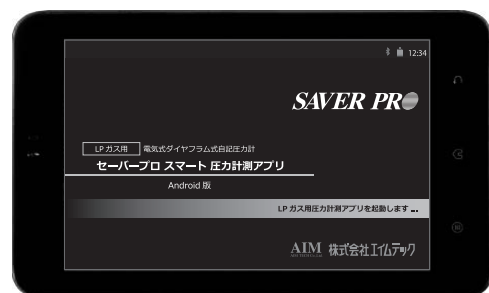 12:34
SAVER PRO
LPガス用 電気式ダイヤフラム式自記圧力計
セーバープロ スマート 圧力計測アプリ
Android 版
LP ガス用圧力計測アプリを起動します ...
AIM 株式会社エイムテック